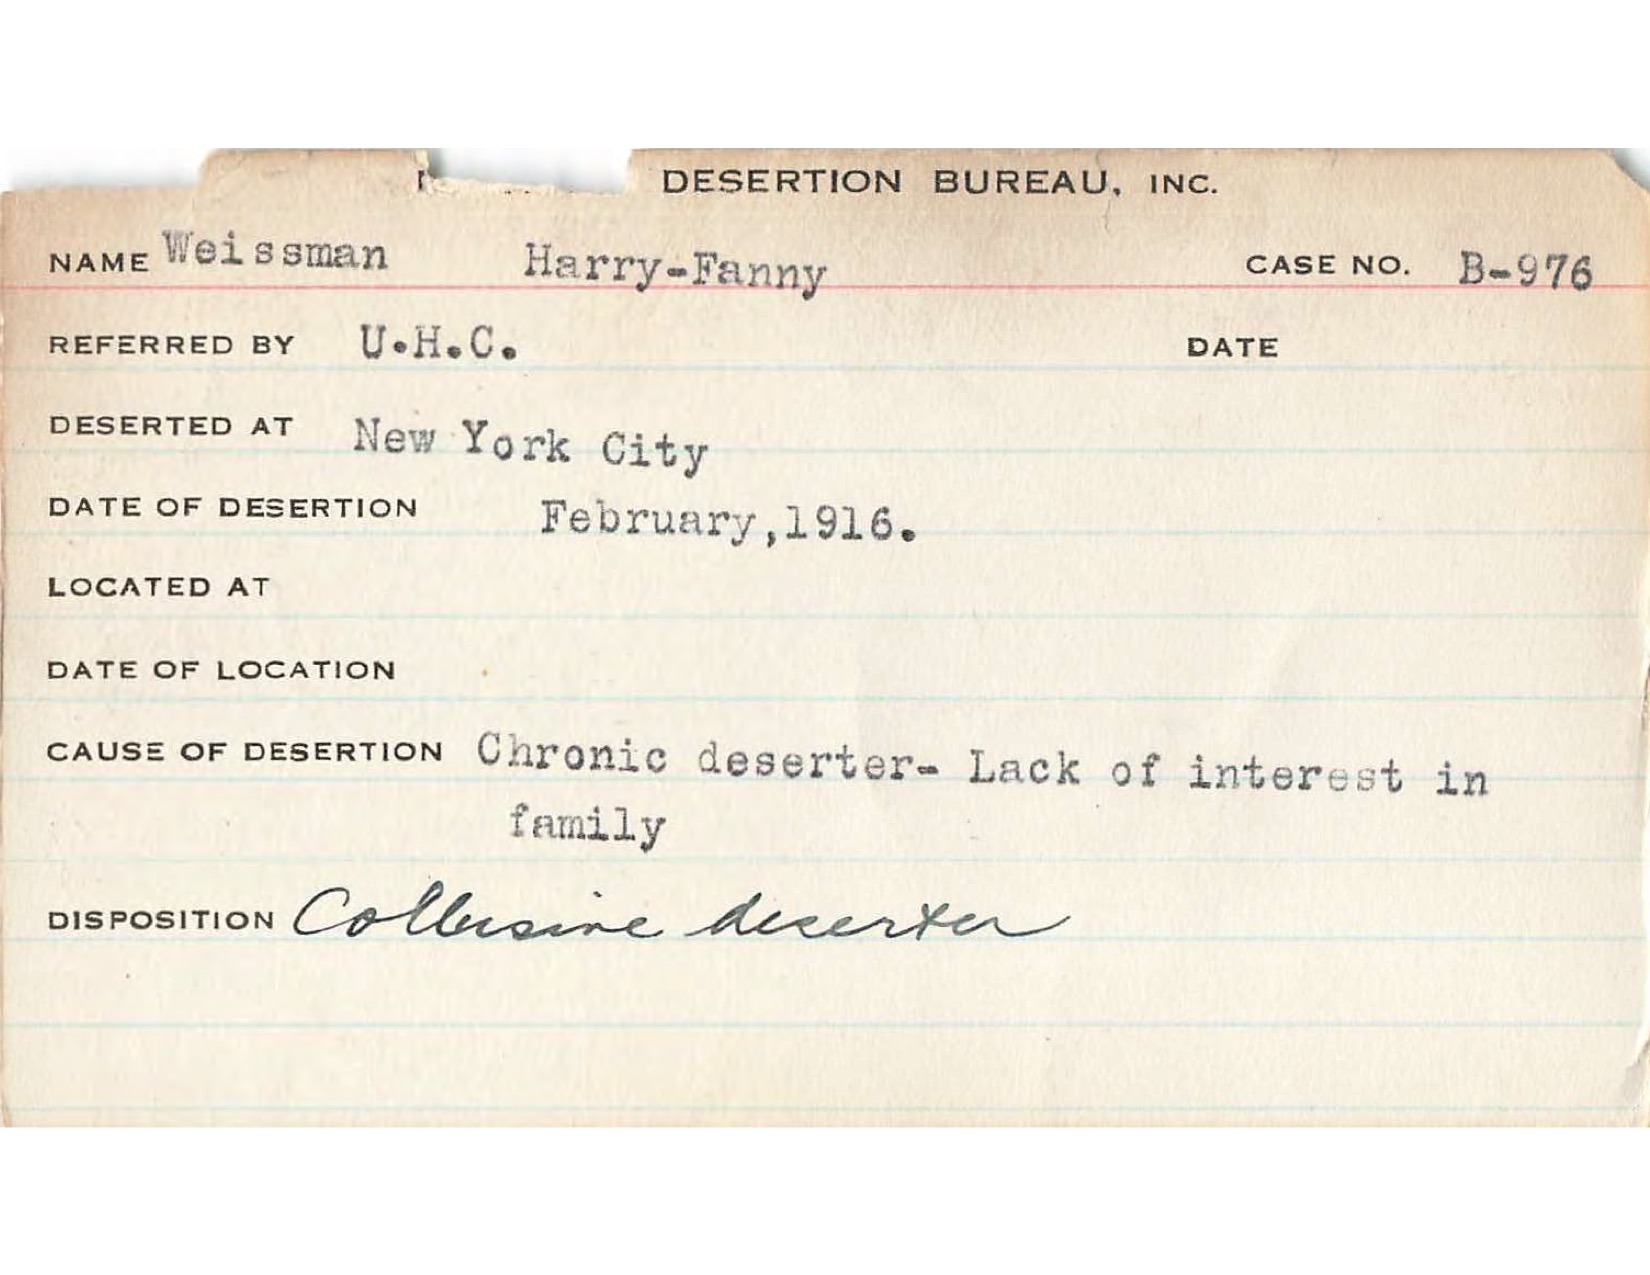 DESERTION BUREAU, INC.
NAME Weissman Harry-Fanny CASE NO. B-976
REFERRED BY U.H.C. DATE
DESERTED AT New York City
DATE OF DESERTION February,1916.
LOCATED AT
DATE OF LOCATION
CAUSE OF DESERTION Chronic deserter- Lack of interest in
family
DISPOSITION Collusive deserter